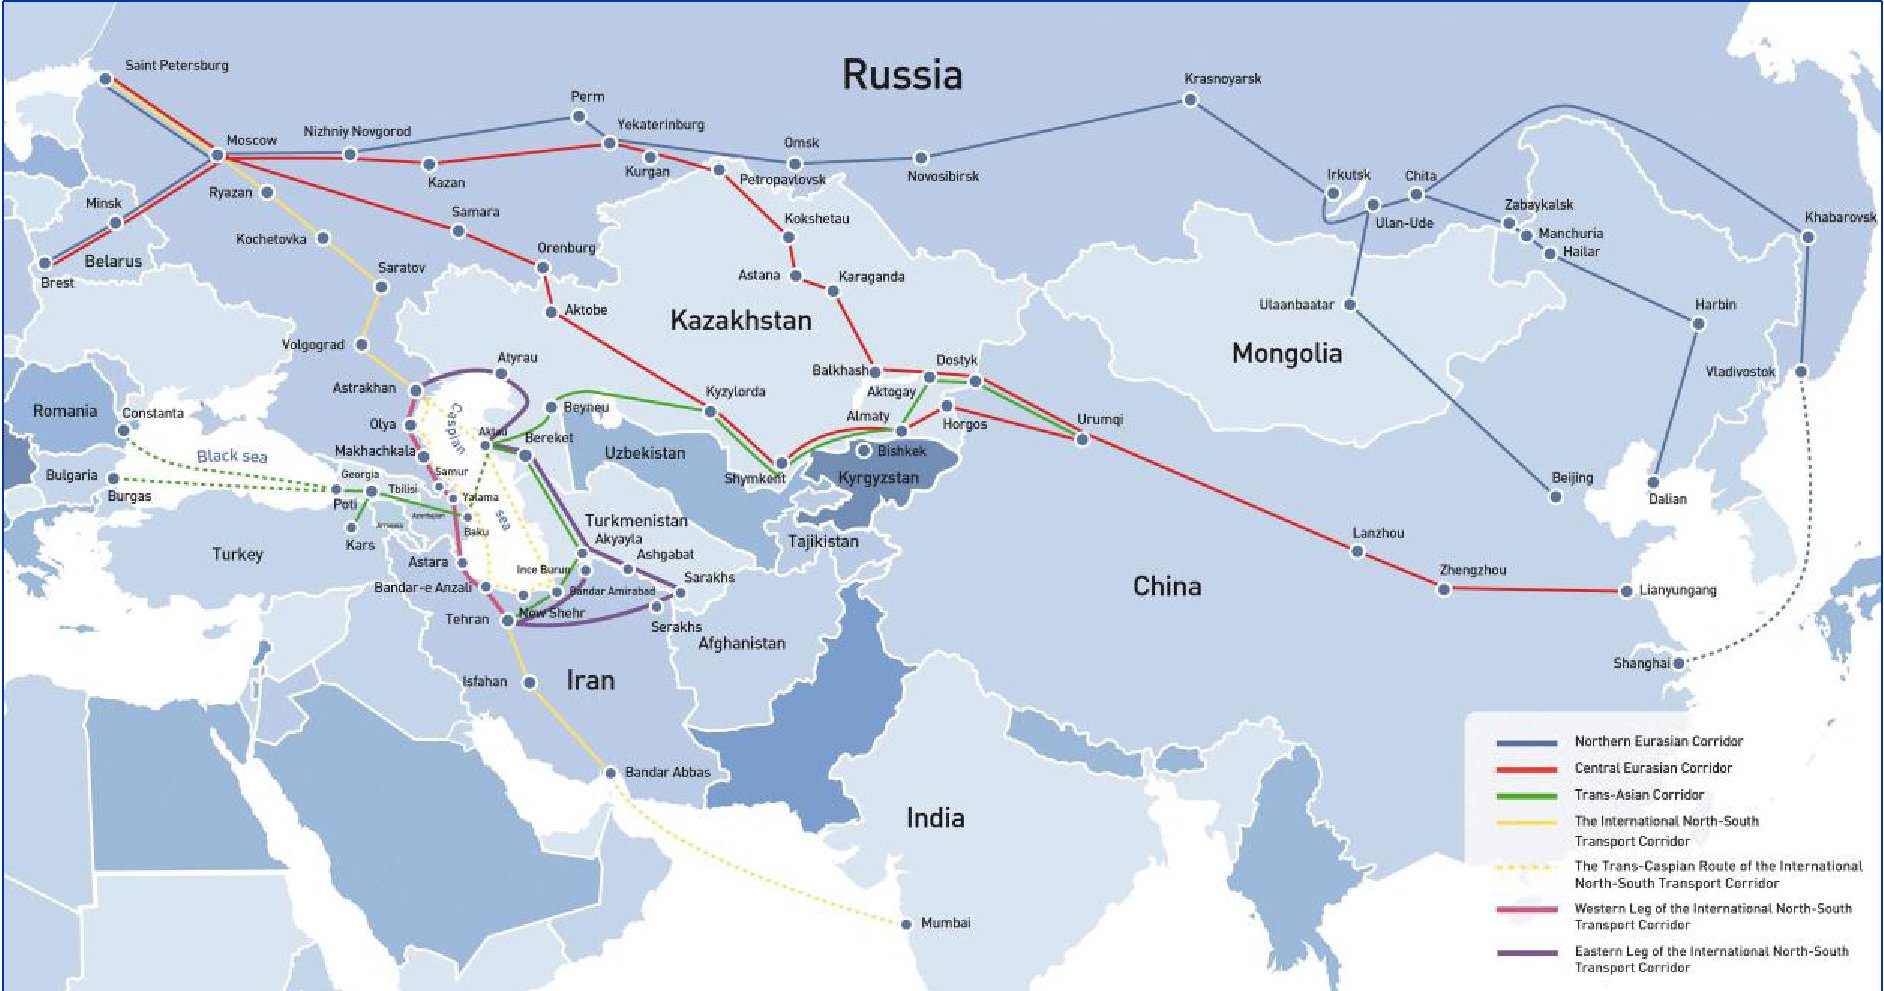 Russia
Saint Petersburg
Krasnoyarsk
Perm
Yekaterinburg
Nizhniy Novgorod
Moscow
Omsk
Kurgan
Kazan
Petropavlovsk
Novosibirsk
Irkutsk
Chita
Ryazan
Minsk
Zabaykalsk
Samara
Kokshetau
Ulan-Ude
Khabarovsk
Manchuria
Kochetovka
Hailar
Orenburg
Belarus
Brest
Saratov
Astana
Karaganda
Aktobe
Ulaanbaatar
Harbin
Kazakhstan
Volgograd
Mongolia
Atyrau
Dostyk
Balkhash
Vladivostok
Astrakhan
Aktogay
Kyzylorda
Romania
Constanta
Beyneu
Almaty
Horgos
Urumqi
Olya
Caspian
sea
Aktau
Bereket
Black sea
Makhachkala
Uzbekistan
Bishkek
Bulgaria
Georgia
Samur
Shymkent
Kyrgyzstan
Beijing
Burgas
Tbilisi
Yalama
Dalian
Poti
Armenia
Azerbaijan
Baku
Turkmenistan
Kars
Akyayla
Tajikistan
Lanzhou
Turkey
Ashgabat
Astara
Ince Burun
Sarakhs
Zhengzhou
Bandar-e Anzali
Bandar Amirabad
China
Lianyungang
New Shehr
Tehran
Serakhs
Afghanistan
Shanghai
Isfahan
Iran
Bandar Abbas
India
Mumbai
Northern Eurasian Corridor
Central Eurasian Corridor
Trans-Asian Corridor
The International North-South
Transport Corridor
The Trans-Caspian Route of the International
North-South Transport Corridor
Western Leg of the International North-South
Transport Corridor
Eastern Leg of the International North-South
Transport Corridor